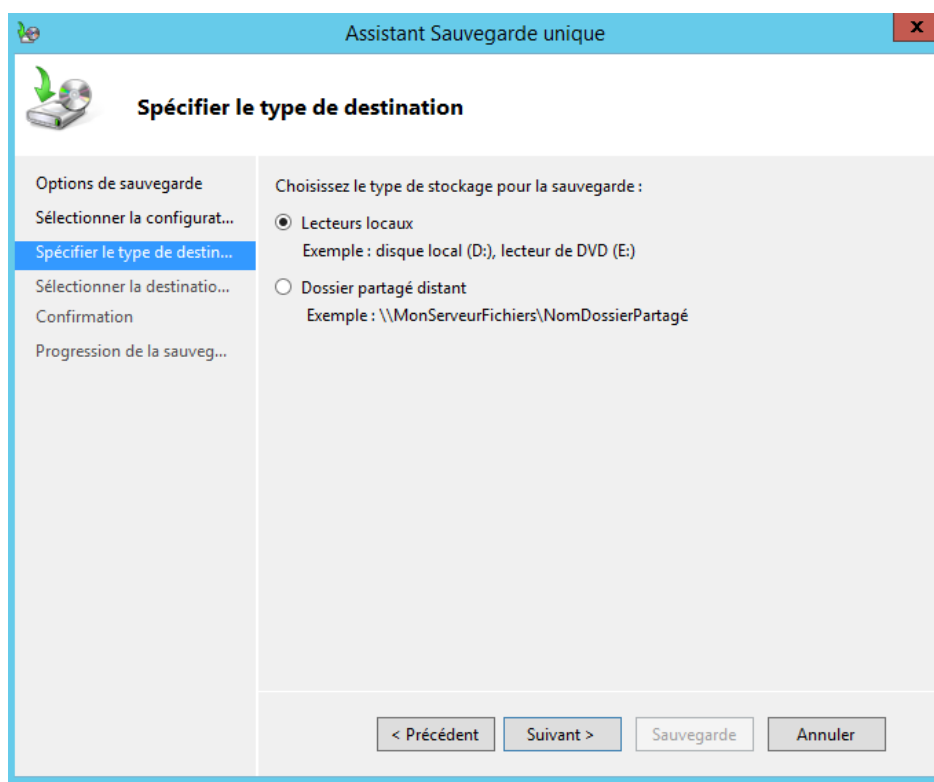 Assistant Sauvegarde unique
x
Spécifier le type de destination
Options de sauvegarde
Sélectionner la configurat...
Spécifier le type de destin...
Sélectionner la destinatio...
Confirmation
Progression de la sauveg...
Choisissez le type de stockage pour la sauvegarde :
Lecteurs locaux
Exemple : disque local (D:), lecteur de DVD (E:)
Dossier partagé distant
Exemple : \\MonServeurFichiers\NomDossierPartagé
< Précédent
Suivant >
Sauvegarde
Annuler